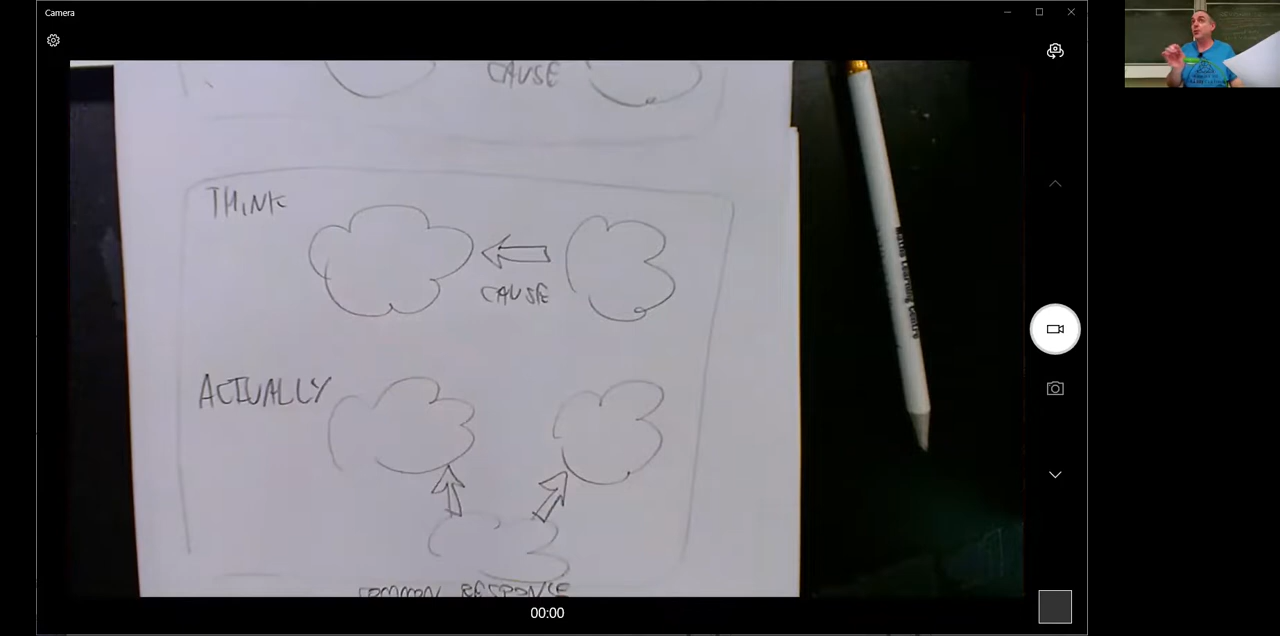 Camera
CAUSE
THINK
CAUSE
ACTUALLY
COMMON RESPONSE
00:00